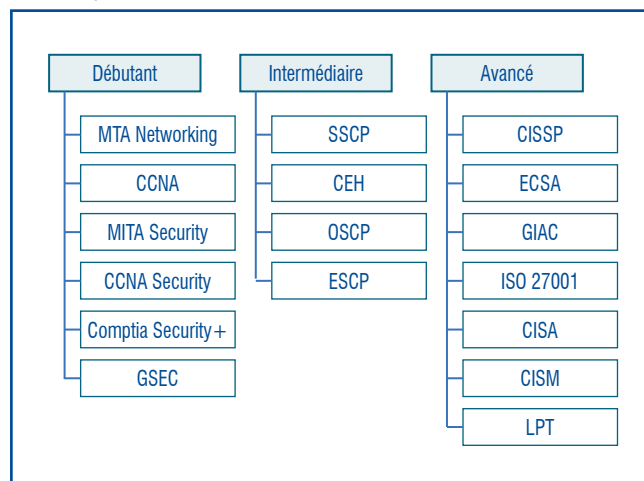 Débutant
MTA Networking
CCNA
MITA Security
CCNA Security
Comptia Security+
GSEC
Intermédiaire
SSCP
CEH
OSCP
ESCP
Avancé
CISSP
ECSA
GIAC
ISO 27001
CISA
CISM
LPT